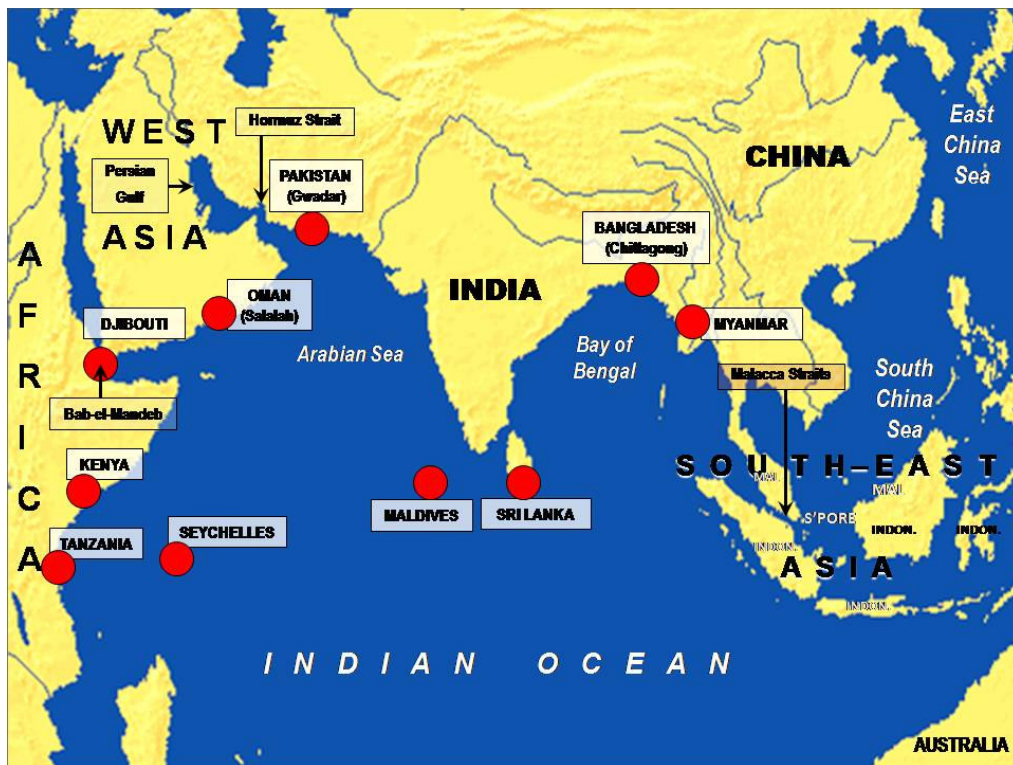 East
China
Sea
WEST
Hormuz Strait
CHINA
Persian
Gulf
PAKISTAN
(Gwadar)
ASIA
BANGLADESH
(Chittagong)
AFRICA
INDIA
OMAN
(Salalah)
DJIBOUTI
MYANMAR
Arabian Sea
Bay of
Bengal
Malacca Straits
South
China
Sea
Bab-el-Mandeb
KENYA
SOUTH-EAST
MAL.
MAL.
MALDIVES
SRI LANKA
S'PORE
SEYCHELLES
TANZANIA
INDON.
INDON.
INDON.
ASIA
INDON.
INDIAN OCEAN
AUSTRALIA